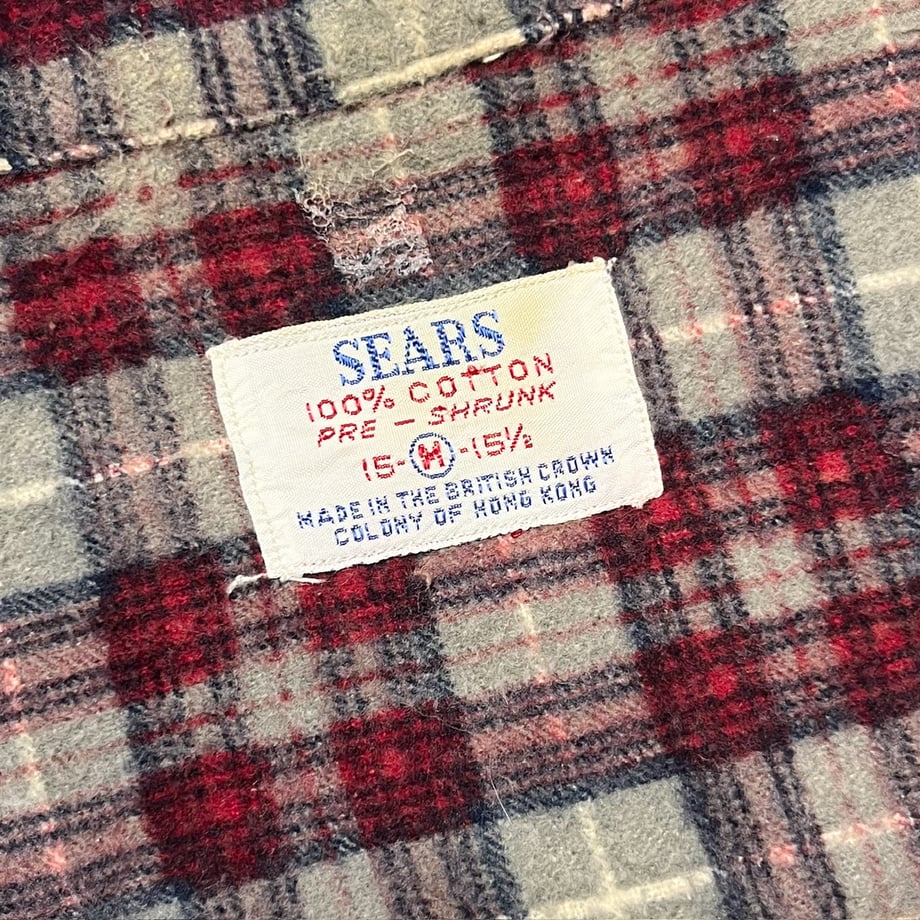 SEARS
100% COTTON
PRE - SHRUNK
15-M-15½
MADE IN THE BRITISH CROWN
COLONY OF HONG KONG